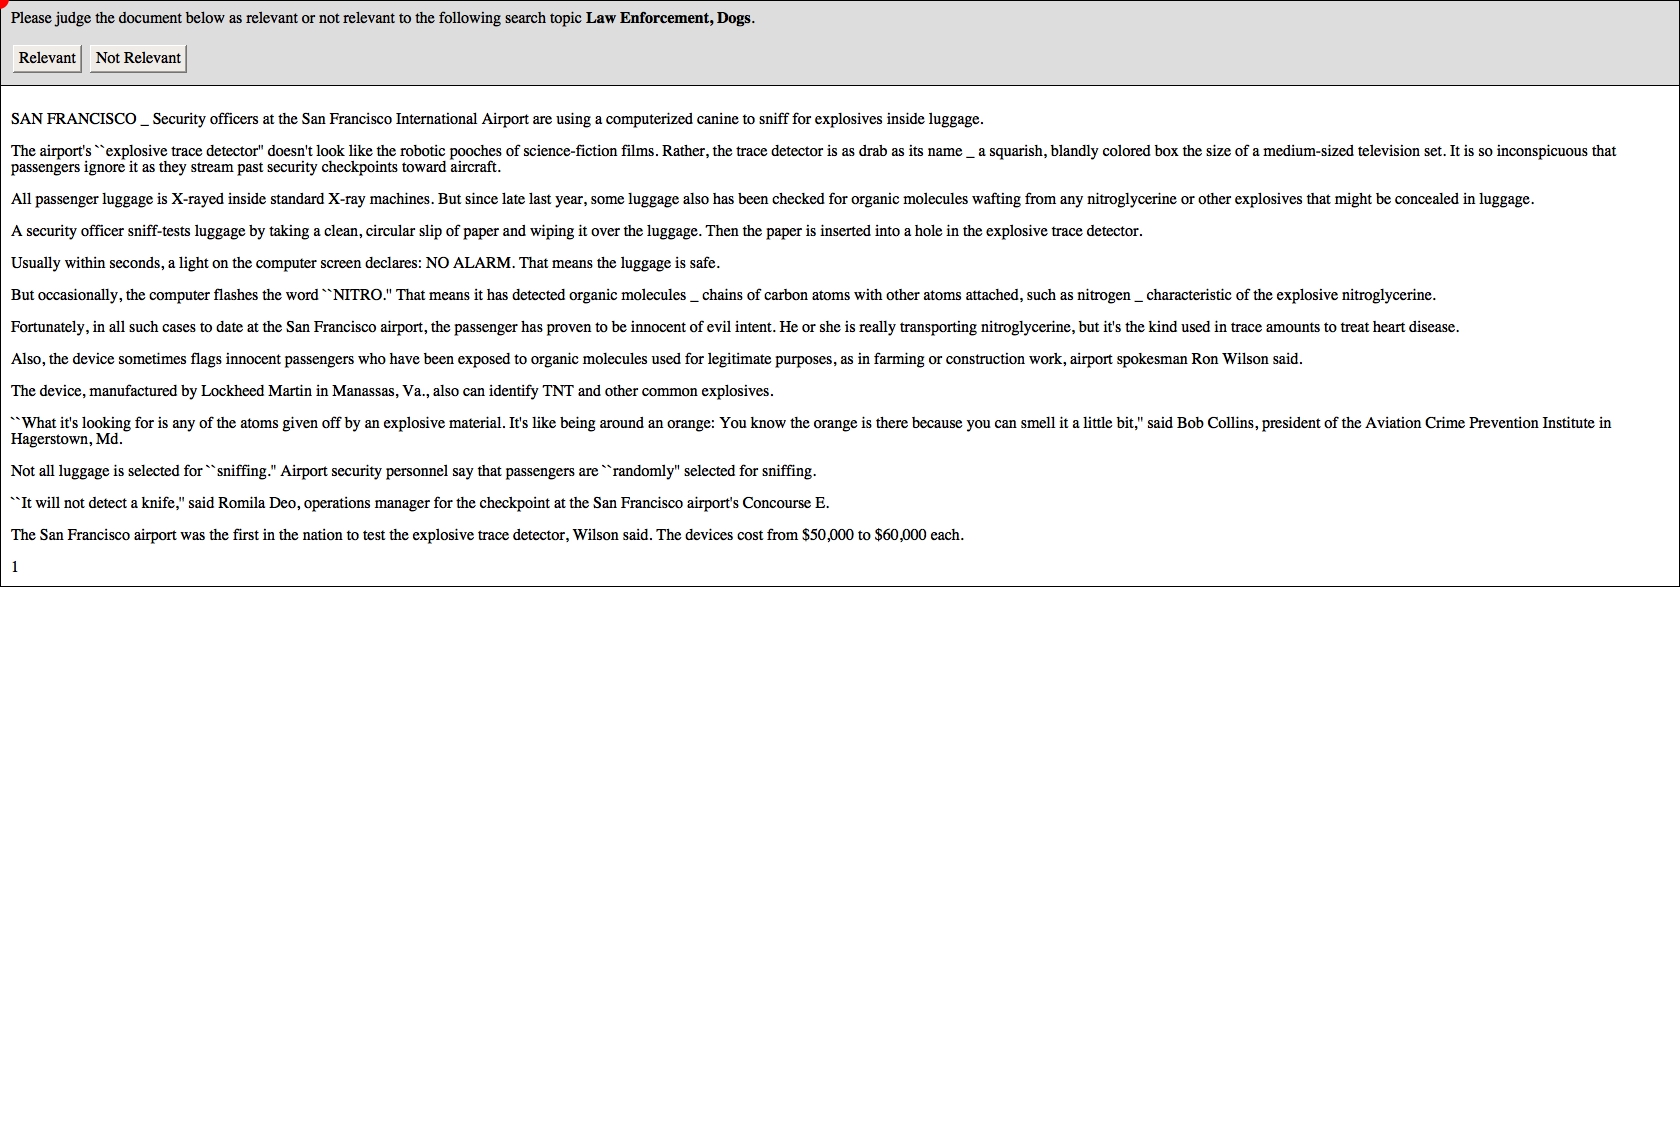 Please judge the document below as relevant or not relevant to the following search topic Law Enforcement, Dogs.
Relevant Not Relevant
SAN FRANCISCO _ Security officers at the San Francisco International Airport are using a computerized canine to sniff for explosives inside luggage.
The airport's ``explosive trace detector'' doesn't look like the robotic pooches of science-fiction films. Rather, the trace detector is as drab as its name _ a squarish, blandly colored box the size of a medium-sized television set. It is so inconspicuous that
passengers ignore it as they stream past security checkpoints toward aircraft.
All passenger luggage is X-rayed inside standard X-ray machines. But since late last year, some luggage also has been checked for organic molecules wafting from any nitroglycerine or other explosives that might be concealed in luggage.
A security officer sniff-tests luggage by taking a clean, circular slip of paper and wiping it over the luggage. Then the paper is inserted into a hole in the explosive trace detector.
Usually within seconds, a light on the computer screen declares: NO ALARM. That means the luggage is safe.
But occasionally, the computer flashes the word ``NITRO.'' That means it has detected organic molecules _ chains of carbon atoms with other atoms attached, such as nitrogen _ characteristic of the explosive nitroglycerine.
Fortunately, in all such cases to date at the San Francisco airport, the passenger has proven to be innocent of evil intent. He or she is really transporting nitroglycerine, but it's the kind used in trace amounts to treat heart disease.
Also, the device sometimes flags innocent passengers who have been exposed to organic molecules used for legitimate purposes, as in farming or construction work, airport spokesman Ron Wilson said.
The device, manufactured by Lockheed Martin in Manassas, Va., also can identify TNT and other common explosives.
``What it's looking for is any of the atoms given off by an explosive material. It's like being around an orange: You know the orange is there because you can smell it a little bit,'' said Bob Collins, president of the Aviation Crime Prevention Institute in
Hagerstown, Md.
Not all luggage is selected for ``sniffing.'' Airport security personnel say that passengers are ``randomly'' selected for sniffing.
``It will not detect a knife,'' said Romila Deo, operations manager for the checkpoint at the San Francisco airport's Concourse E.
The San Francisco airport was the first in the nation to test the explosive trace detector, Wilson said. The devices cost from $50,000 to $60,000 each.
1